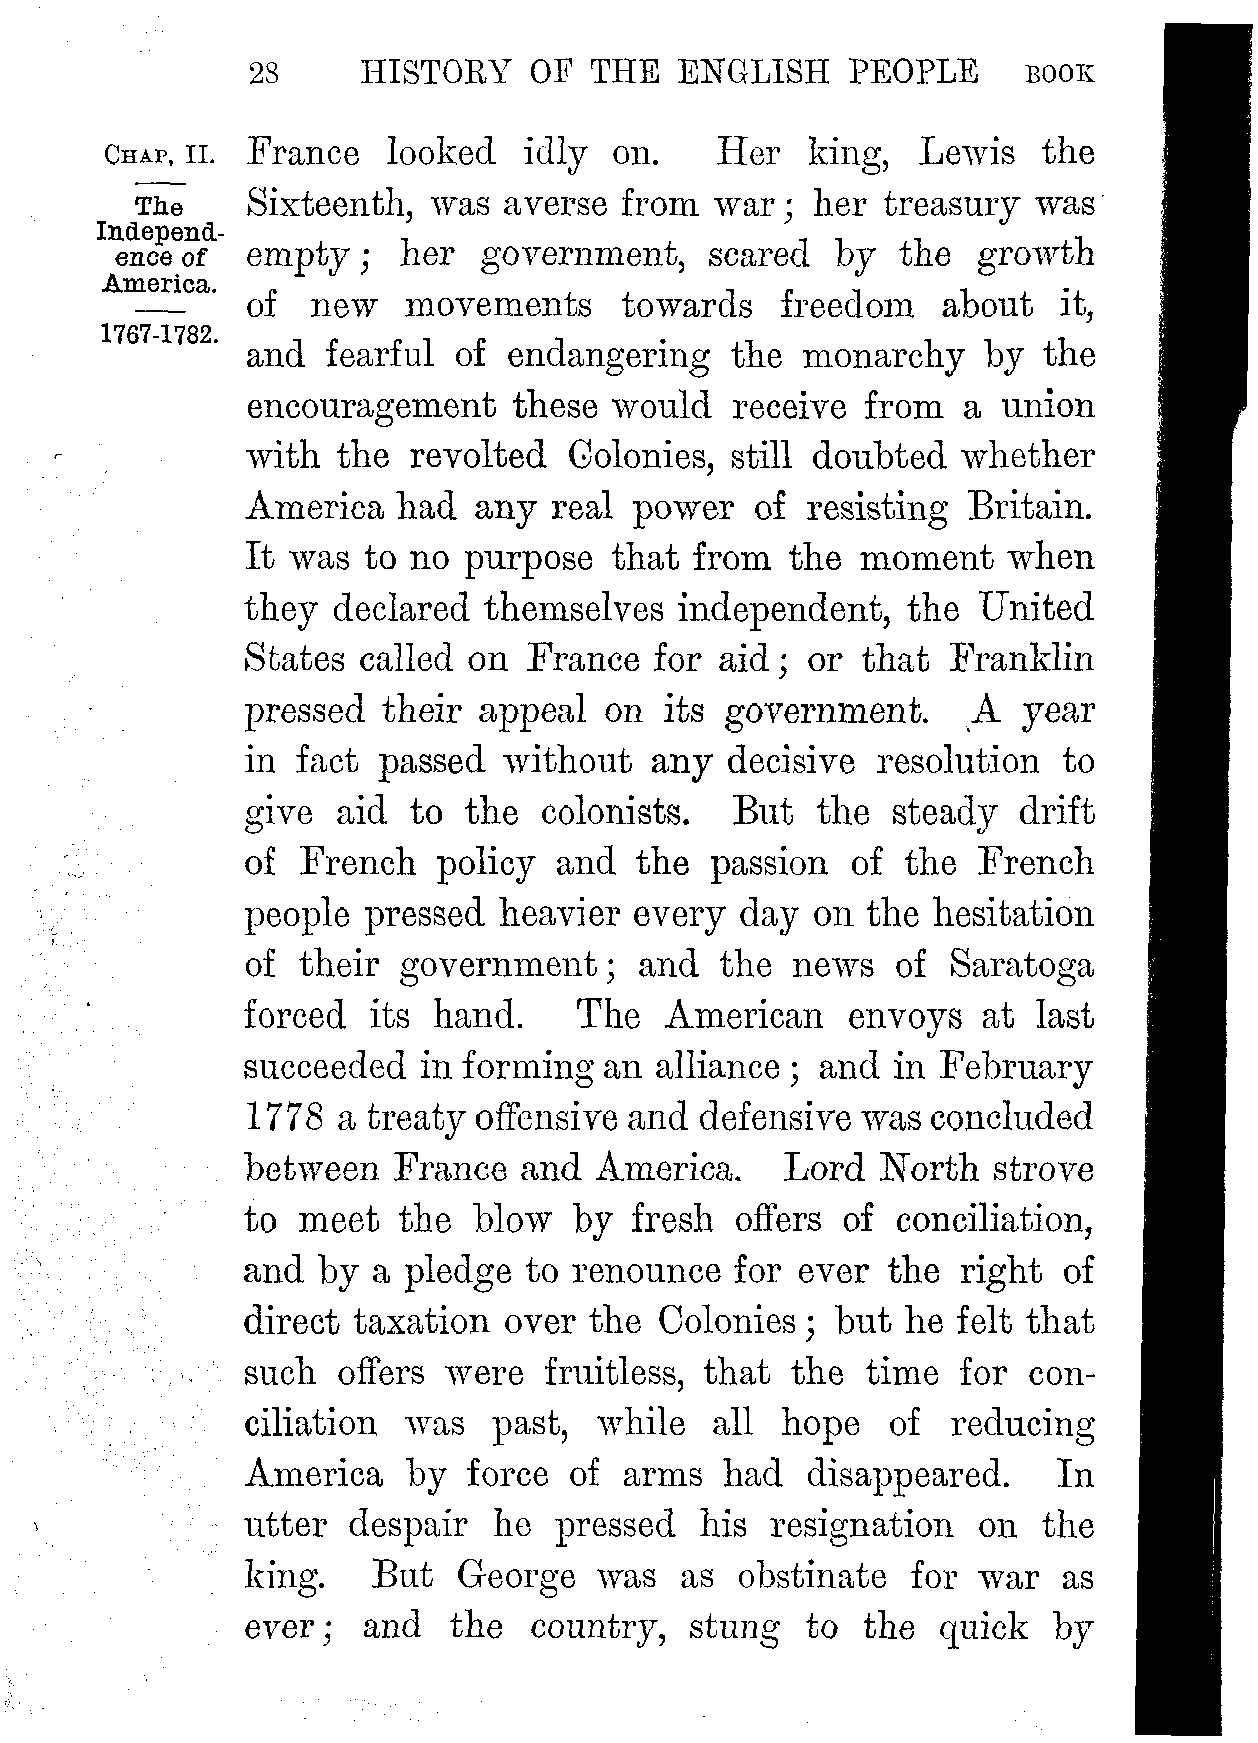 28 HISTORY OF THE ENGLISH PEOPLE BOOK
CHAP. II.
The
Independ-
ence of
America.
1767-1782.
France looked idly on. Her king, Lewis the
Sixteenth, was averse from war; her treasury was
empty; her government, scared by the growth
of new movements towards freedom about it,
and fearful of endangering the monarchy by the
encouragement these would receive from a union
with the revolted Colonies, still doubted whether
America had any real power of resisting Britain.
It was to no purpose that from the moment when
they declared themselves independent, the United
States called on France for aid; or that Franklin
pressed their appeal on its government. A year
in fact passed without any decisive resolution to
give aid to the colonists. But the steady drift
of French policy and the passion of the French
people pressed heavier every day on the hesitation
of their government; and the news of Saratoga
forced its hand. The American envoys at last
succeeded in forming an alliance; and in February
1778 a treaty offensive and defensive was concluded
between France and America. Lord North strove
to meet the blow by fresh offers of conciliation,
and by a pledge to renounce for ever the right of
direct taxation over the Colonies; but he felt that
such offers were fruitless, that the time for con-
ciliation was past, while all hope of reducing
America by force of arms had disappeared. In
utter despair he pressed his resignation on the
king. But George was as obstinate for war as
ever; and the country, stung to the quick by